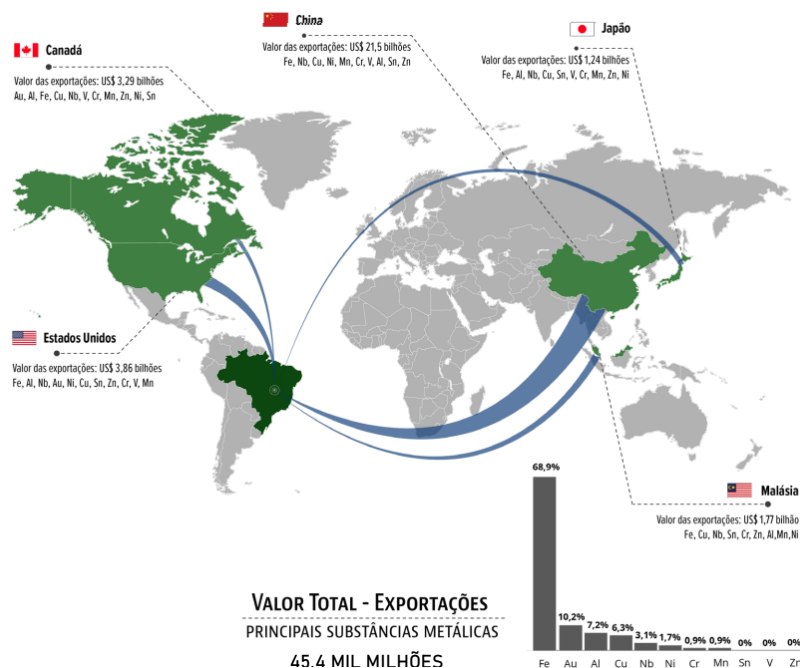 China
Valor das exportações: US$ 21,5 bilhões
Fe, Nb, Cu, Ni, Mn, Cr, V, Al, Sn, Zn
Japão
Valor das exportações: US$ 1,24 bilhões
Fe, Al, Nb, Cu, Sn, V, Cr, Mn, Zn, Ni
Canadá
Valor das exportações: US$ 3,29 bilhões
Au, Al, Fe, Cu, Nb, V, Cr, Mn, Zn, Ni, Sn
Estados Unidos
Valor das exportações: US$ 3,86 bilhões
Fe, Al, Nb, Au, Ni, Cu, Sn, Zn, Cr, V, Mn
Malásia
Valor das exportações: US$ 1,77 bilhão
Fe, Cu, Nb, Sn, Cr, Zn, Al,Mn,Ni
VALOR TOTAL - EXPORTAÇÕES
PRINCIPAIS SUBSTÂNCIAS METÁLICAS
45,4 MIL MILHÕES
68,9% 10,2% 7,2% 6,3% 3,1% 1,7% 0,9% 0,9% 0% 0% 0%
Fe Au Al Cu Nb Ni Cr Mn Sn V Zn